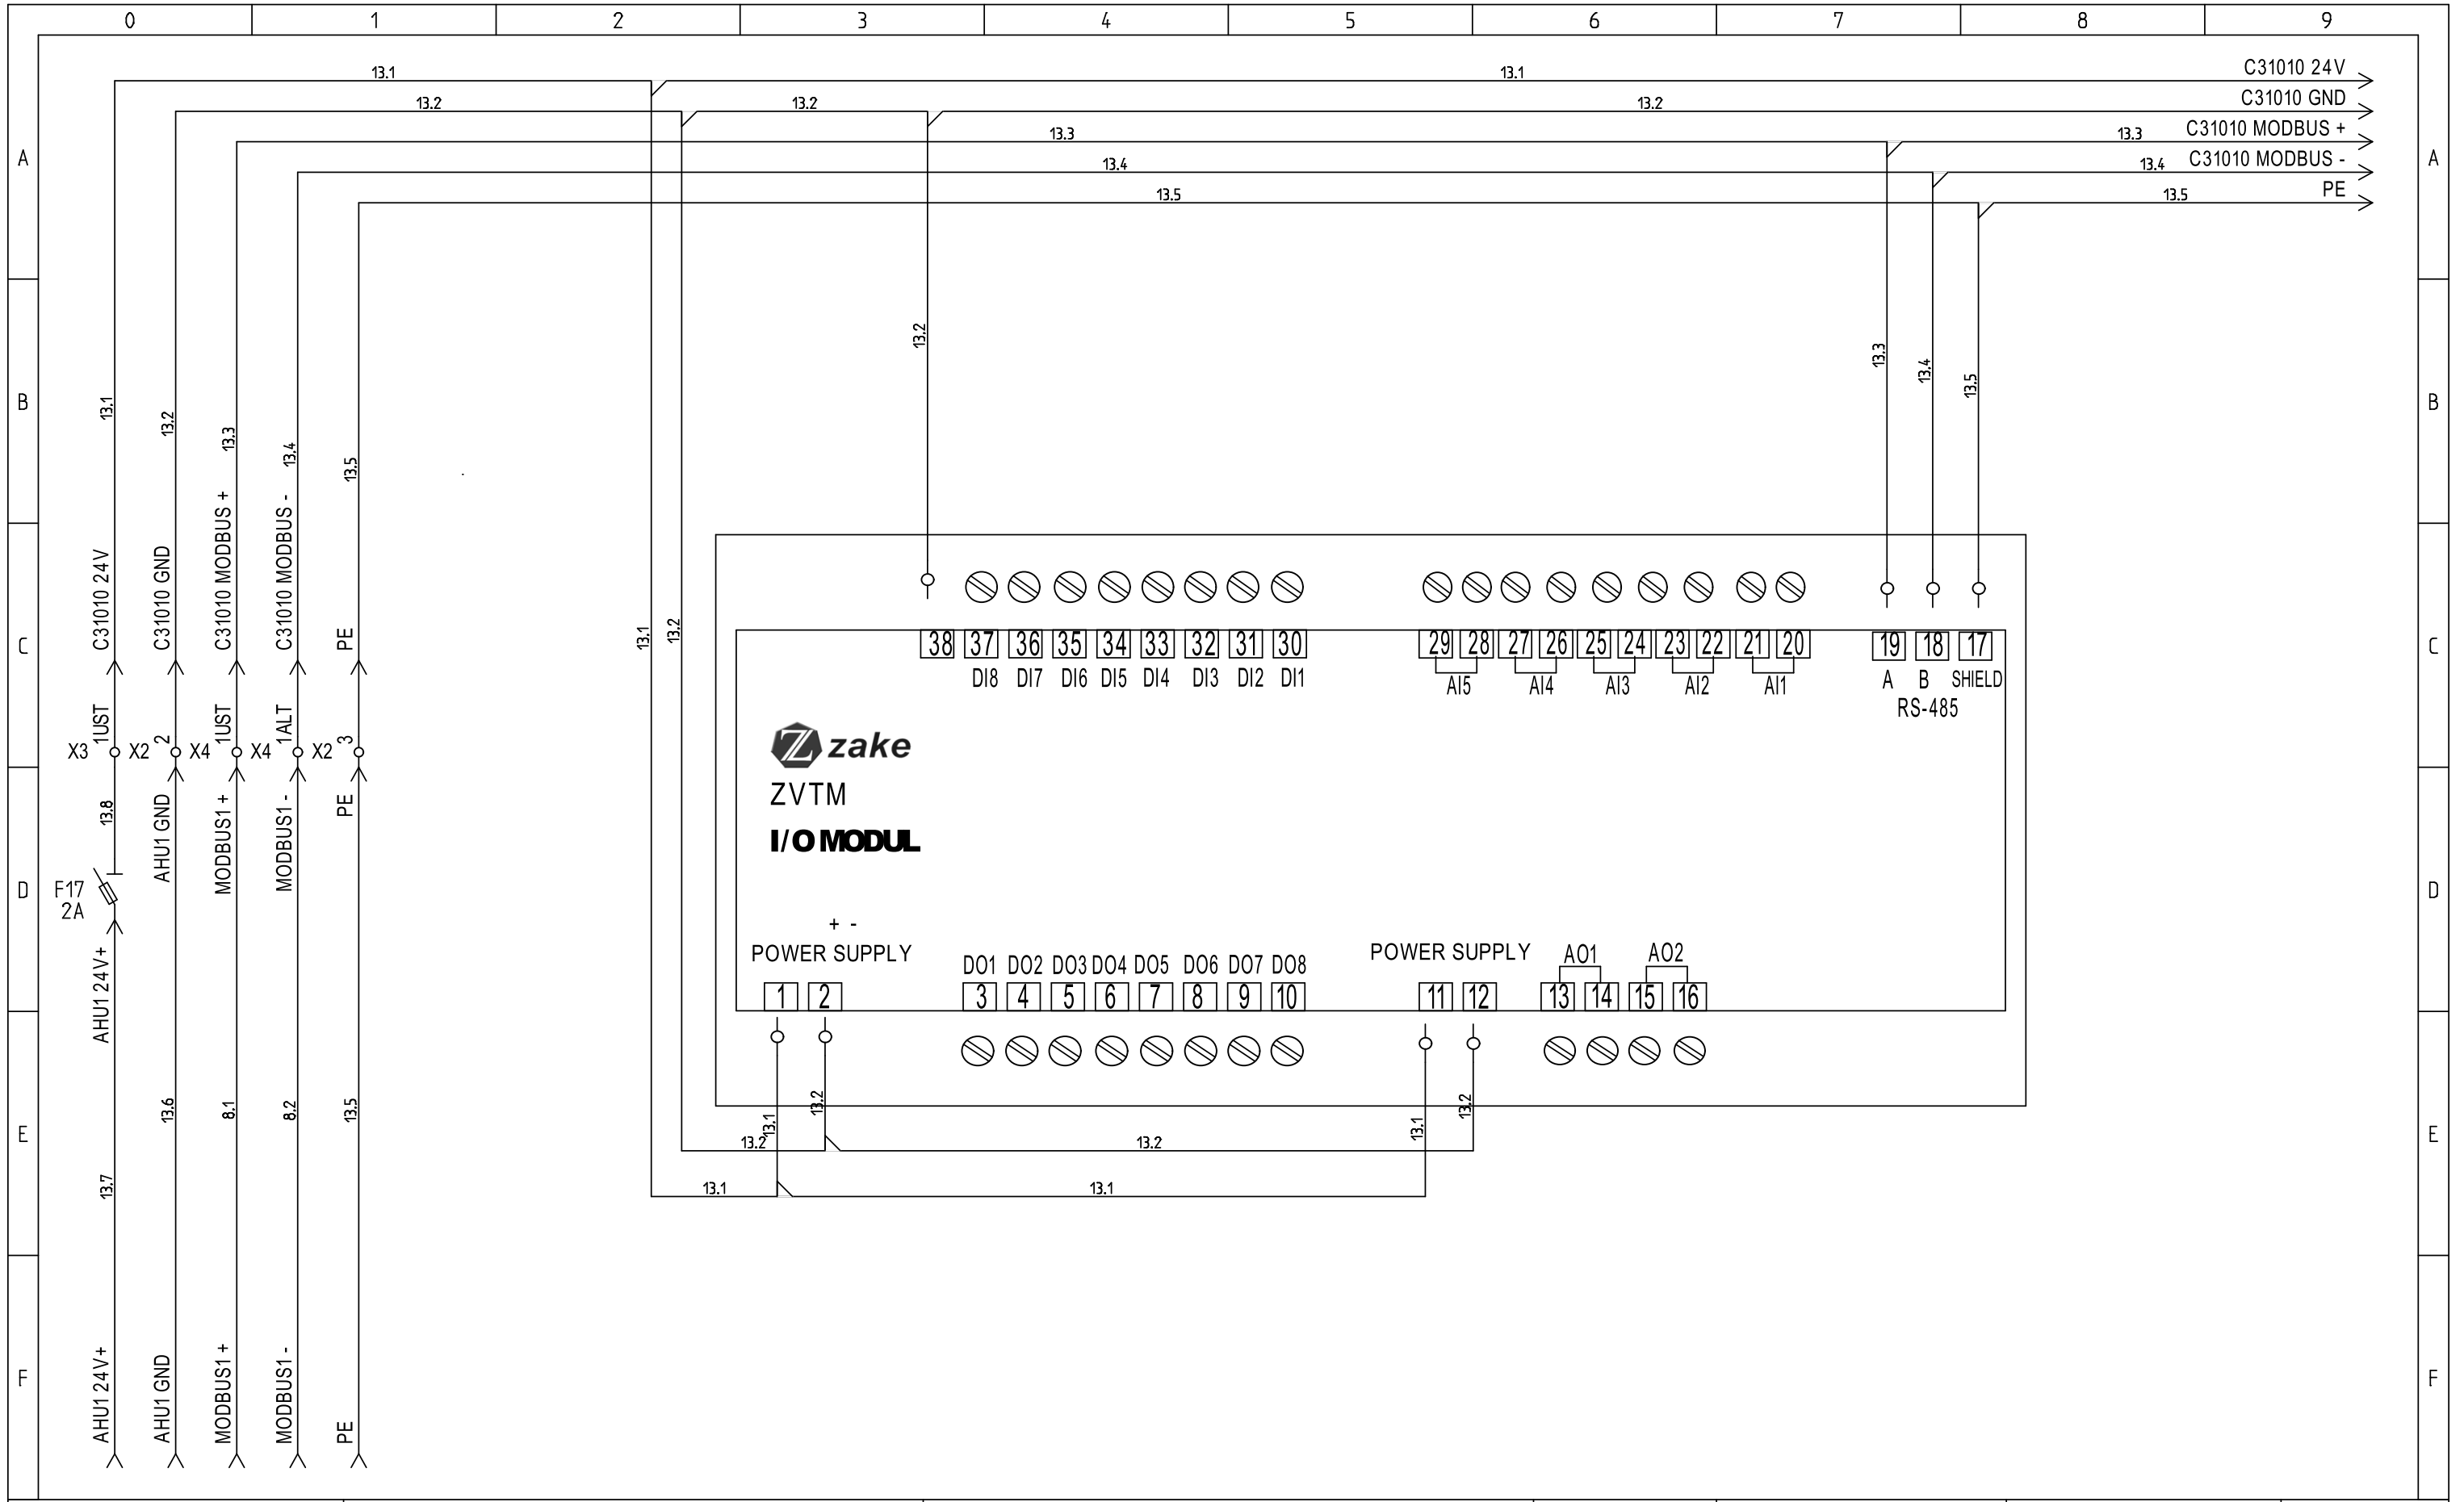 0 1 2 3 4 5 6 7 8 9
13.1 13.1 C31010 24V
13.2 13.2 13.2 C31010 GND
13.3 13.3 C31010 MODBUS +
13.4 13.4 C31010 MODBUS -
13.5 13.5 PE
A A
B B
C C
D D
E E
F F
13.1 13.2 13.3 13.4 13.5
13.2 13.3 13.4 13.5
C31010 24V
C31010 GND
C31010 MODBUS +
C31010 MODBUS -
PE
13.1 13.2
1UST 2 1UST 1ALT 3
X3 X2 X4 X4 X2
13.8
AHU1 GND
MODBUS1 +
MODBUS1 -
PE
F17
2A
AHU1 24V+
13.7 13.6 8.1 8.2 13.5
AHU1 24V+
AHU1 GND
MODBUS1 +
MODBUS1 -
PE
38 37 36 35 34 33 32 31 30 29 28 27 26 25 24 23 22 21 20 19 18 17
DI8 DI7 DI6 DI5 DI4 DI3 DI2 DI1 AI5 AI4 AI3 AI2 AI1 A B SHIELD
RS-485
Z zake
ZVTM
I/O MODUL
+ -
POWER SUPPLY DO1 DO2 DO3 DO4 DO5 DO6 DO7 DO8 POWER SUPPLY AO1 AO2
1 2 3 4 5 6 7 8 9 10 11 12 13 14 15 16
13.1 13.2 13.1 13.2
13.2 13.2
13.1 13.1